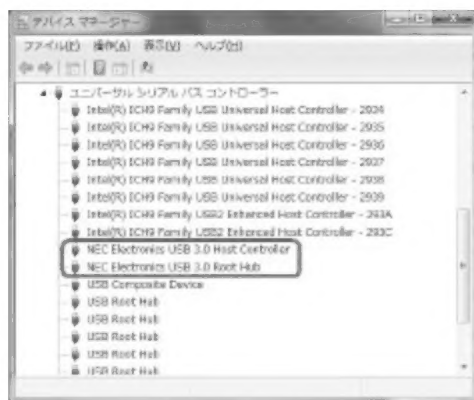 デバイス マネージャー
ファイル(F) 操作(A) 表示(V) ヘルプ(H)
ユニバーサル シリアル バス コントローラー
Intel(R) ICH9 Family USB Universal Host Controller - 2934
Intel(R) ICH9 Family USB Universal Host Controller - 2935
Intel(R) ICH9 Family USB Universal Host Controller - 2936
Intel(R) ICH9 Family USB Universal Host Controller - 2937
Intel(R) ICH9 Family USB Universal Host Controller - 2938
Intel(R) ICH9 Family USB Universal Host Controller - 2939
Intel(R) ICH9 Family USB2 Enhanced Host Controller - 293A
Intel(R) ICH9 Family USB2 Enhanced Host Controller - 293C
NEC Electronics USB 3.0 Host Controller
NEC Electronics USB 3.0 Root Hub
USB Composite Device
USB Root Hub
USB Root Hub
USB Root Hub
USB Root Hub
USB Root Hub